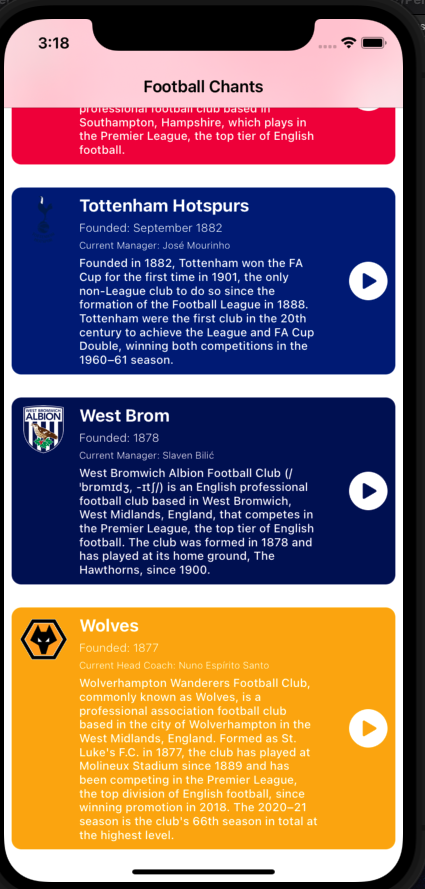 3:18
Football Chants
professional football club based in
Southampton, Hampshire, which plays in
the Premier League, the top tier of English
football.
Tottenham Hotspurs
Founded: September 1882
Current Manager: José Mourinho
Founded in 1882, Tottenham won the FA
Cup for the first time in 1901, the only
non-League club to do so since the
formation of the Football League in 1888.
Tottenham were the first club in the 20th
century to achieve the League and FA Cup
Double, winning both competitions in the
1960–61 season.
WEST BROMWICH
ALBION
West Brom
Founded: 1878
Current Manager: Slaven Bilić
West Bromwich Albion Football Club (/
ˈbrɒmɪdʒ, -ɪtʃ/) is an English professional
football club based in West Bromwich,
West Midlands, England, that competes in
the Premier League, the top tier of English
football. The club was formed in 1878 and
has played at its home ground, The
Hawthorns, since 1900.
Wolves
Founded: 1877
Current Head Coach: Nuno Espírito Santo
Wolverhampton Wanderers Football Club,
commonly known as Wolves, is a
professional association football club
based in the city of Wolverhampton in the
West Midlands, England. Formed as St.
Luke's F.C. in 1877, the club has played at
Molineux Stadium since 1889 and has
been competing in the Premier League,
the top division of English football, since
winning promotion in 2018. The 2020–21
season is the club's 66th season in total at
the highest level.